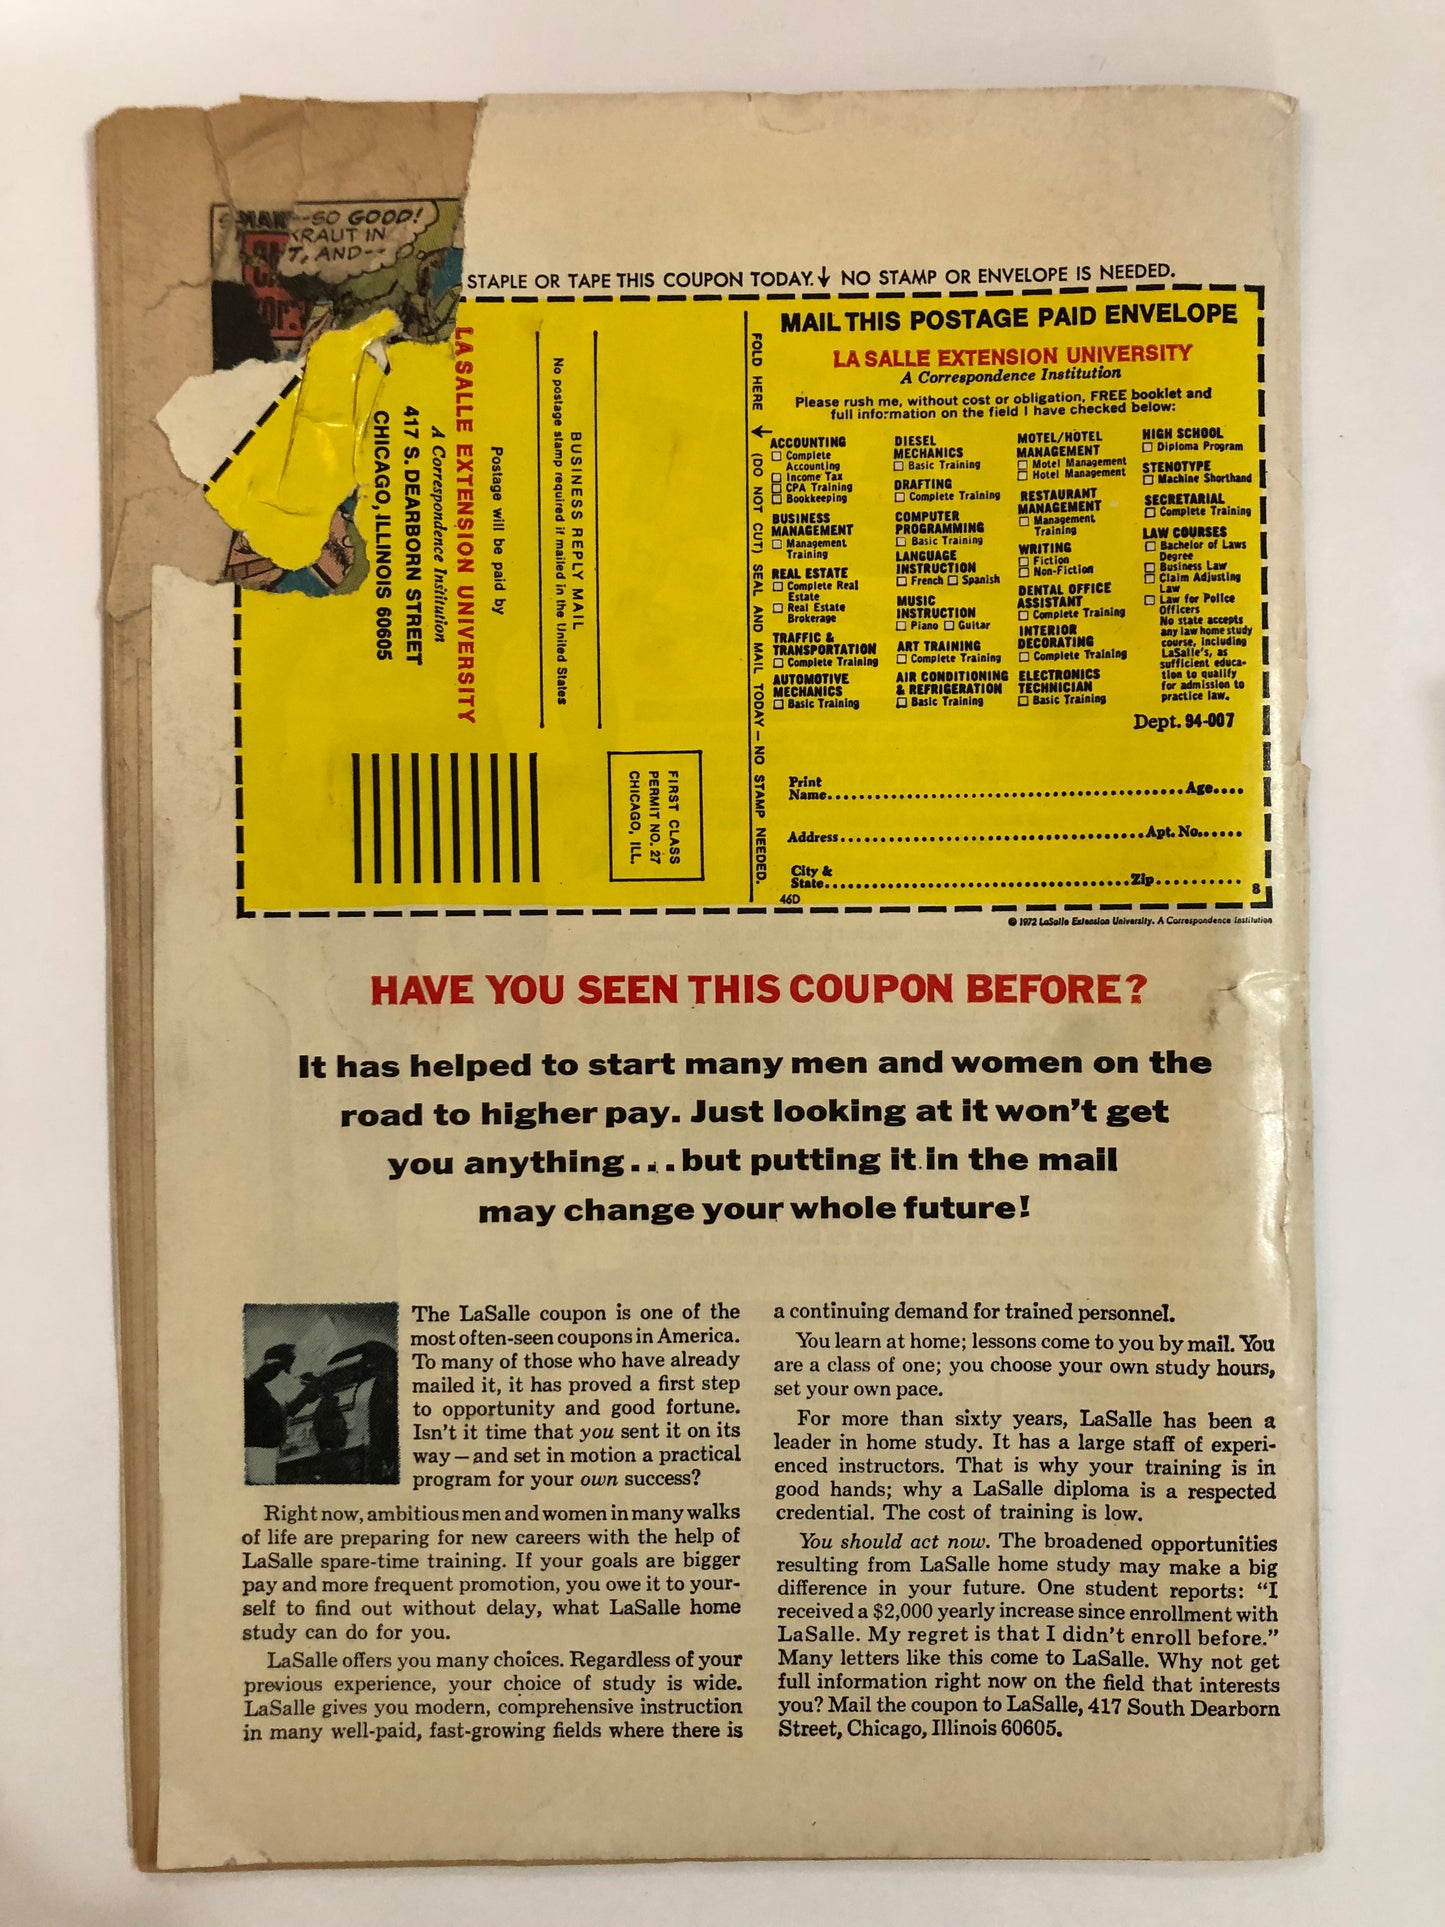 --SO GOOD!
KRAUT IN
T, AND--
STAPLE OR TAPE THIS COUPON TODAY.↓ NO STAMP OR ENVELOPE IS NEEDED.
LA SALLE EXTENSION UNIVERSITY
A Correspondence Institution
417 S. DEARBORN STREET
CHICAGO, ILLINOIS 60605
Postage will be paid by
BUSINESS REPLY MAIL
No postage stamp required if mailed in the United States
FIRST CLASS
PERMIT NO. 27
CHICAGO, ILL.
FOLD HERE ↓ (DO NOT CUT) SEAL AND MAIL TODAY — NO STAMP NEEDED.
MAIL THIS POSTAGE PAID ENVELOPE
LA SALLE EXTENSION UNIVERSITY
A Correspondence Institution
Please rush me, without cost or obligation, FREE booklet and
full information on the field I have checked below:
ACCOUNTING
☐ Complete
Accounting
☐ Income Tax
☐ CPA Training
☐ Bookkeeping
BUSINESS
MANAGEMENT
☐ Management
Training
REAL ESTATE
☐ Complete Real
Estate
☐ Real Estate
Brokerage
TRAFFIC &
TRANSPORTATION
☐ Complete Training
AUTOMOTIVE
MECHANICS
☐ Basic Training
DIESEL
MECHANICS
☐ Basic Training
DRAFTING
☐ Complete Training
COMPUTER
PROGRAMMING
☐ Basic Training
LANGUAGE
INSTRUCTION
☐ French ☐ Spanish
MUSIC
INSTRUCTION
☐ Piano ☐ Guitar
ART TRAINING
☐ Complete Training
AIR CONDITIONING
& REFRIGERATION
☐ Basic Training
MOTEL/HOTEL
MANAGEMENT
☐ Motel Management
☐ Hotel Management
RESTAURANT
MANAGEMENT
☐ Management
Training
WRITING
☐ Fiction
☐ Non-Fiction
DENTAL OFFICE
ASSISTANT
☐ Complete Training
INTERIOR
DECORATING
☐ Complete Training
ELECTRONICS
TECHNICIAN
☐ Basic Training
HIGH SCHOOL
☐ Diploma Program
STENOTYPE
☐ Machine Shorthand
SECRETARIAL
☐ Complete Training
LAW COURSES
☐ Bachelor of Laws
Degree
☐ Business Law
☐ Claim Adjusting
Law
☐ Law for Police
Officers
No state accepts
any law home study
course, including
LaSalle's, as
sufficient educa-
tion to qualify
for admission to
practice law.
Dept. 94-007
Print
Name........Age....
Address........Apt. No......
City &
State........Zip..........
46D
8
© 1972 LaSalle Extension University. A Correspondence Institution
HAVE YOU SEEN THIS COUPON BEFORE?
It has helped to start many men and women on the
road to higher pay. Just looking at it won't get
you anything... but putting it in the mail
may change your whole future!
The LaSalle coupon is one of the
most often-seen coupons in America.
To many of those who have already
mailed it, it has proved a first step
to opportunity and good fortune.
Isn't it time that you sent it on its
way — and set in motion a practical
program for your own success?
Right now, ambitious men and women in many walks
of life are preparing for new careers with the help of
LaSalle spare-time training. If your goals are bigger
pay and more frequent promotion, you owe it to your-
self to find out without delay, what LaSalle home
study can do for you.
LaSalle offers you many choices. Regardless of your
previous experience, your choice of study is wide.
LaSalle gives you modern, comprehensive instruction
in many well-paid, fast-growing fields where there is
a continuing demand for trained personnel.
You learn at home; lessons come to you by mail. You
are a class of one; you choose your own study hours,
set your own pace.
For more than sixty years, LaSalle has been a
leader in home study. It has a large staff of experi-
enced instructors. That is why your training is in
good hands; why a LaSalle diploma is a respected
credential. The cost of training is low.
You should act now. The broadened opportunities
resulting from LaSalle home study may make a big
difference in your future. One student reports: "I
received a $2,000 yearly increase since enrollment with
LaSalle. My regret is that I didn't enroll before."
Many letters like this come to LaSalle. Why not get
full information right now on the field that interests
you? Mail the coupon to LaSalle, 417 South Dearborn
Street, Chicago, Illinois 60605.